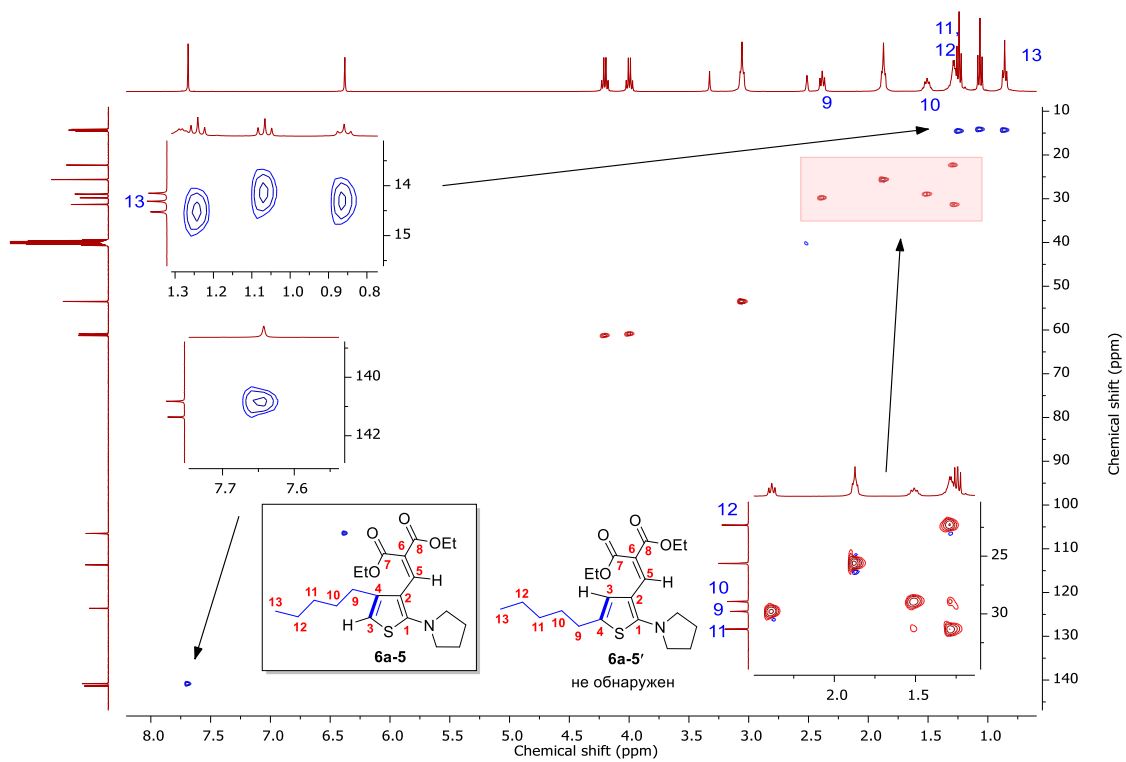 11,
12
13
9
10
10
20
30
40
50
60
70
80
90
100
110
120
130
140
Chemical shift (ppm)
8.0 7.5 7.0 6.5 6.0 5.5 5.0 4.5 4.0 3.5 3.0 2.5 2.0 1.5 1.0
Chemical shift (ppm)
13
14
15
1.3 1.2 1.1 1.0 0.9 0.8
140
142
7.7 7.6
O
O
OEt
6
8
7
EtO
5
H
4
2
13
11
10
9
12
H
3
S
1
N
6a-5
O
O
OEt
6
8
7
EtO
5
H
H
3
2
12
10
13
11
4
9
S
1
N
6a-5′
не обнаружен
12
10
9
11
25
30
2.0 1.5